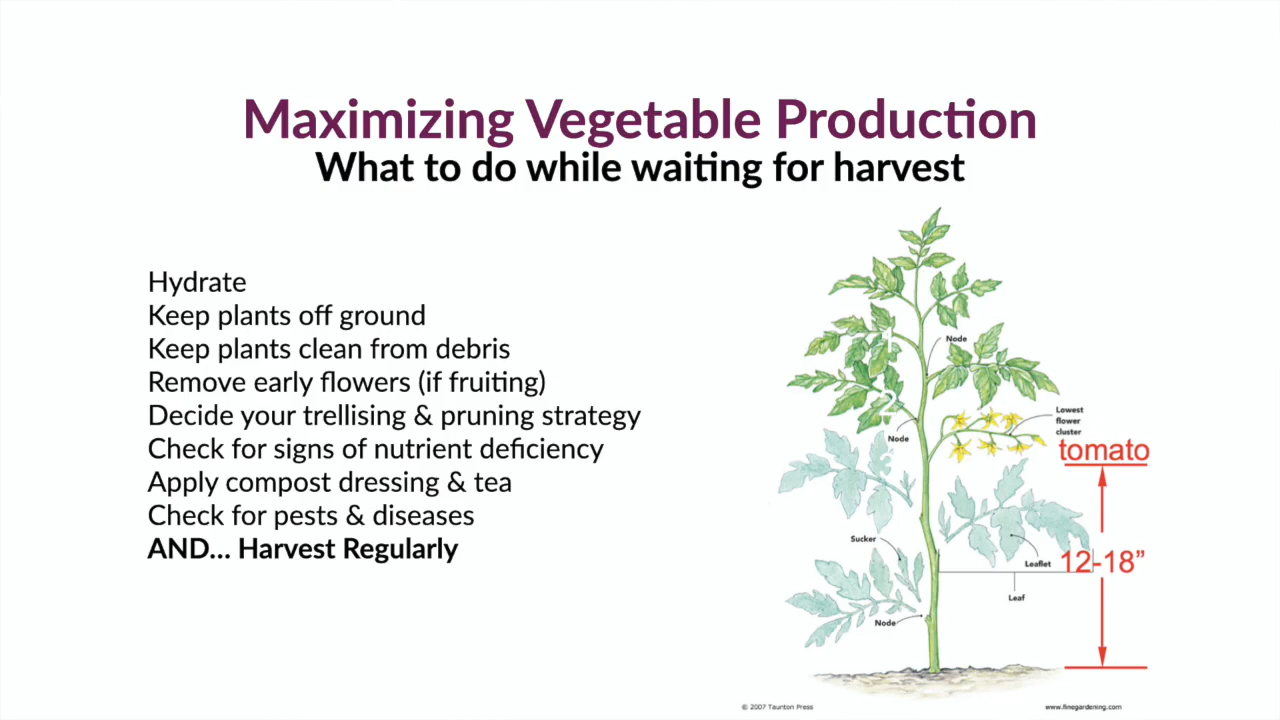 Maximizing Vegetable Production
What to do while waiting for harvest
Hydrate
Keep plants off ground
Keep plants clean from debris
Remove early flowers (if fruiting)
Decide your trellising & pruning strategy
Check for signs of nutrient deficiency
Apply compost dressing & tea
Check for pests & diseases
AND... Harvest Regularly
1
Node
2
Lowest
flower
cluster
Node
tomato
Sucker
Leaflet
12-18”
Leaf
Node
© 2007 Taunton Press
www.finegardening.com